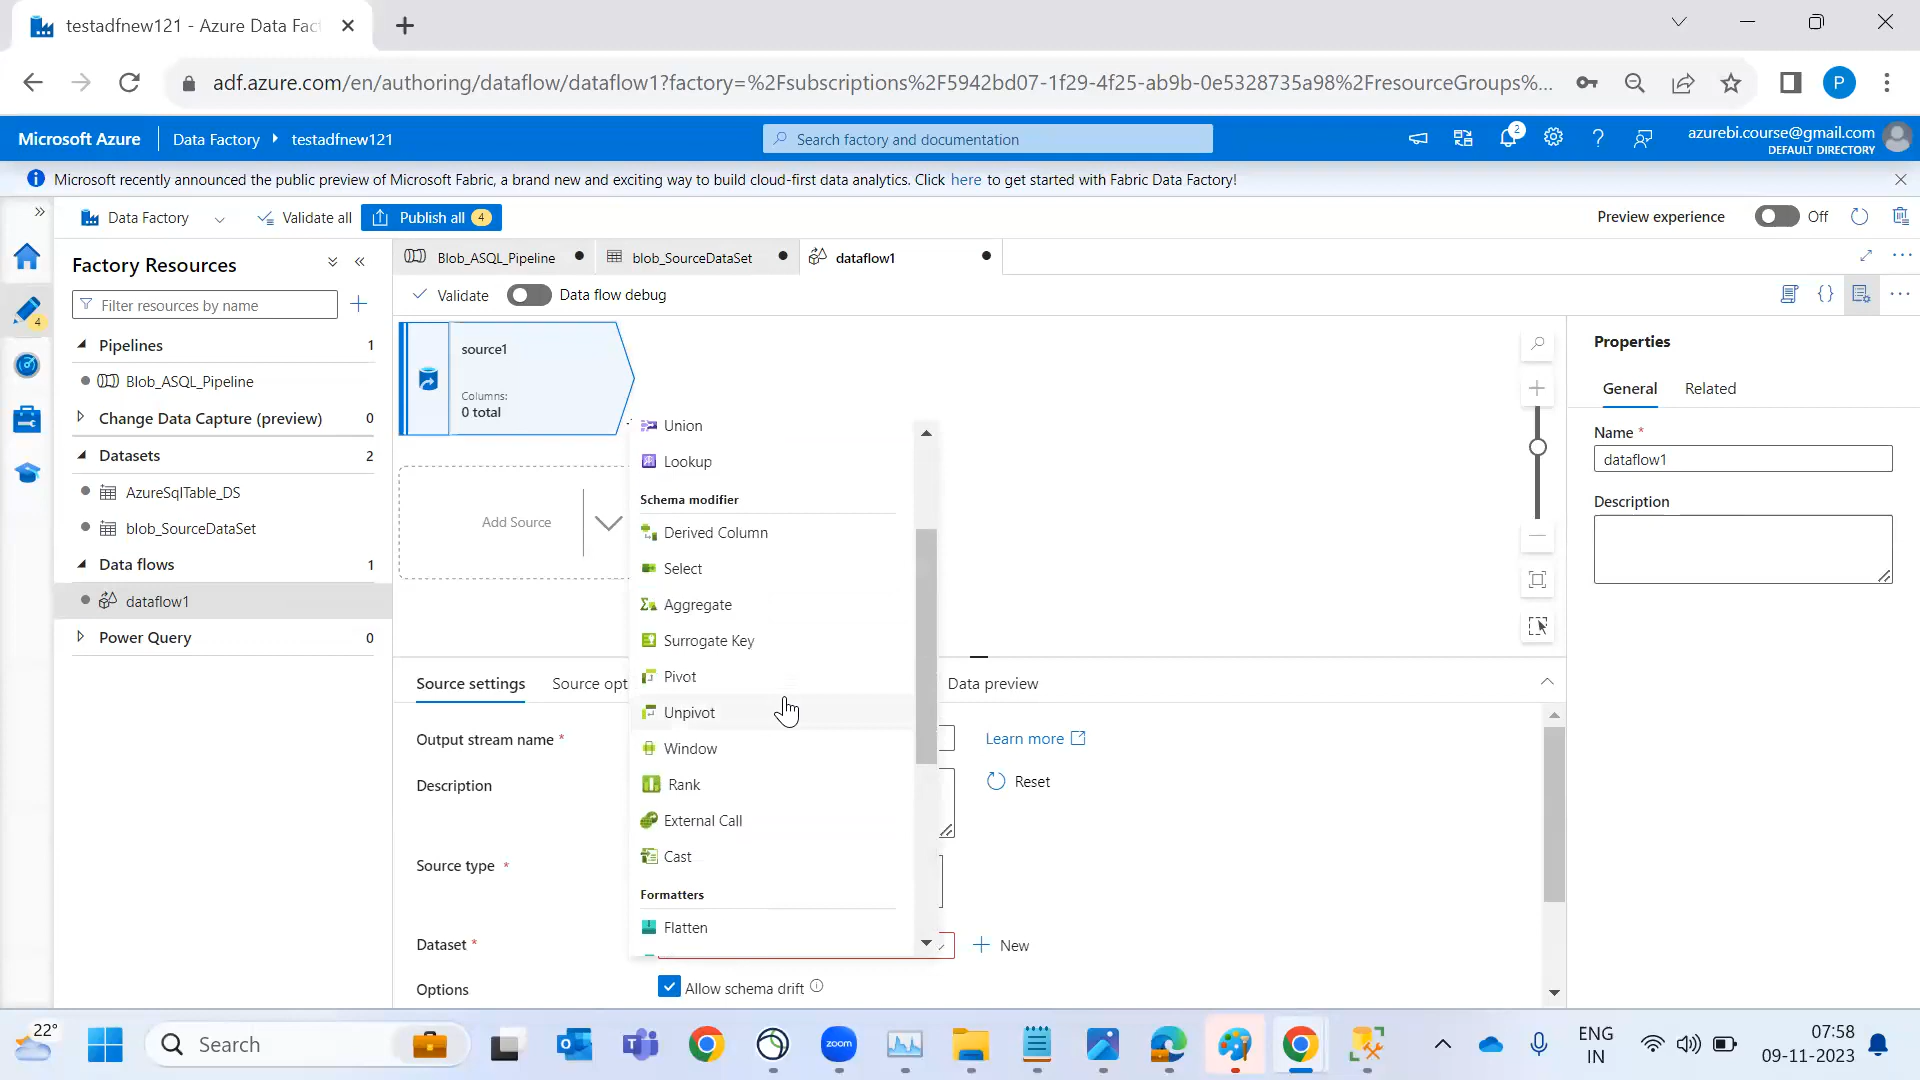 testadfnew121 - Azure Data Fact
adf.azure.com/en/authoring/dataflow/dataflow1?factory=%2Fsubscriptions%2F5942bd07-1f29-4f25-ab9b-0e5328735a98%2FresourceGroups%...
P
Microsoft Azure
Data Factory
testadfnew121
Search factory and documentation
2
azurebi.course@gmail.com
DEFAULT DIRECTORY
Microsoft recently announced the public preview of Microsoft Fabric, a brand new and exciting way to build cloud-first data analytics. Click here to get started with Fabric Data Factory!
Data Factory
Validate all
Publish all 4
Preview experience
Off
Factory Resources
Filter resources by name
4
Pipelines 1
Blob_ASQL_Pipeline
Change Data Capture (preview) 0
Datasets 2
AzureSqlTable_DS
blob_SourceDataSet
Data flows 1
dataflow1
Power Query 0
Blob_ASQL_Pipeline
blob_SourceDataSet
dataflow1
Validate
Data flow debug
source1
Columns:
0 total
Add Source
Union
Lookup
Schema modifier
Derived Column
Select
Aggregate
Surrogate Key
Pivot
Unpivot
Window
Rank
External Call
Cast
Formatters
Flatten
Source settings
Source opt
Data preview
Output stream name *
Learn more
Description
Reset
Source type *
Dataset *
New
Options
Allow schema drift
Properties
General
Related
Name *
dataflow1
Description
22°
Search
zoom
ENG
IN
07:58
09-11-2023